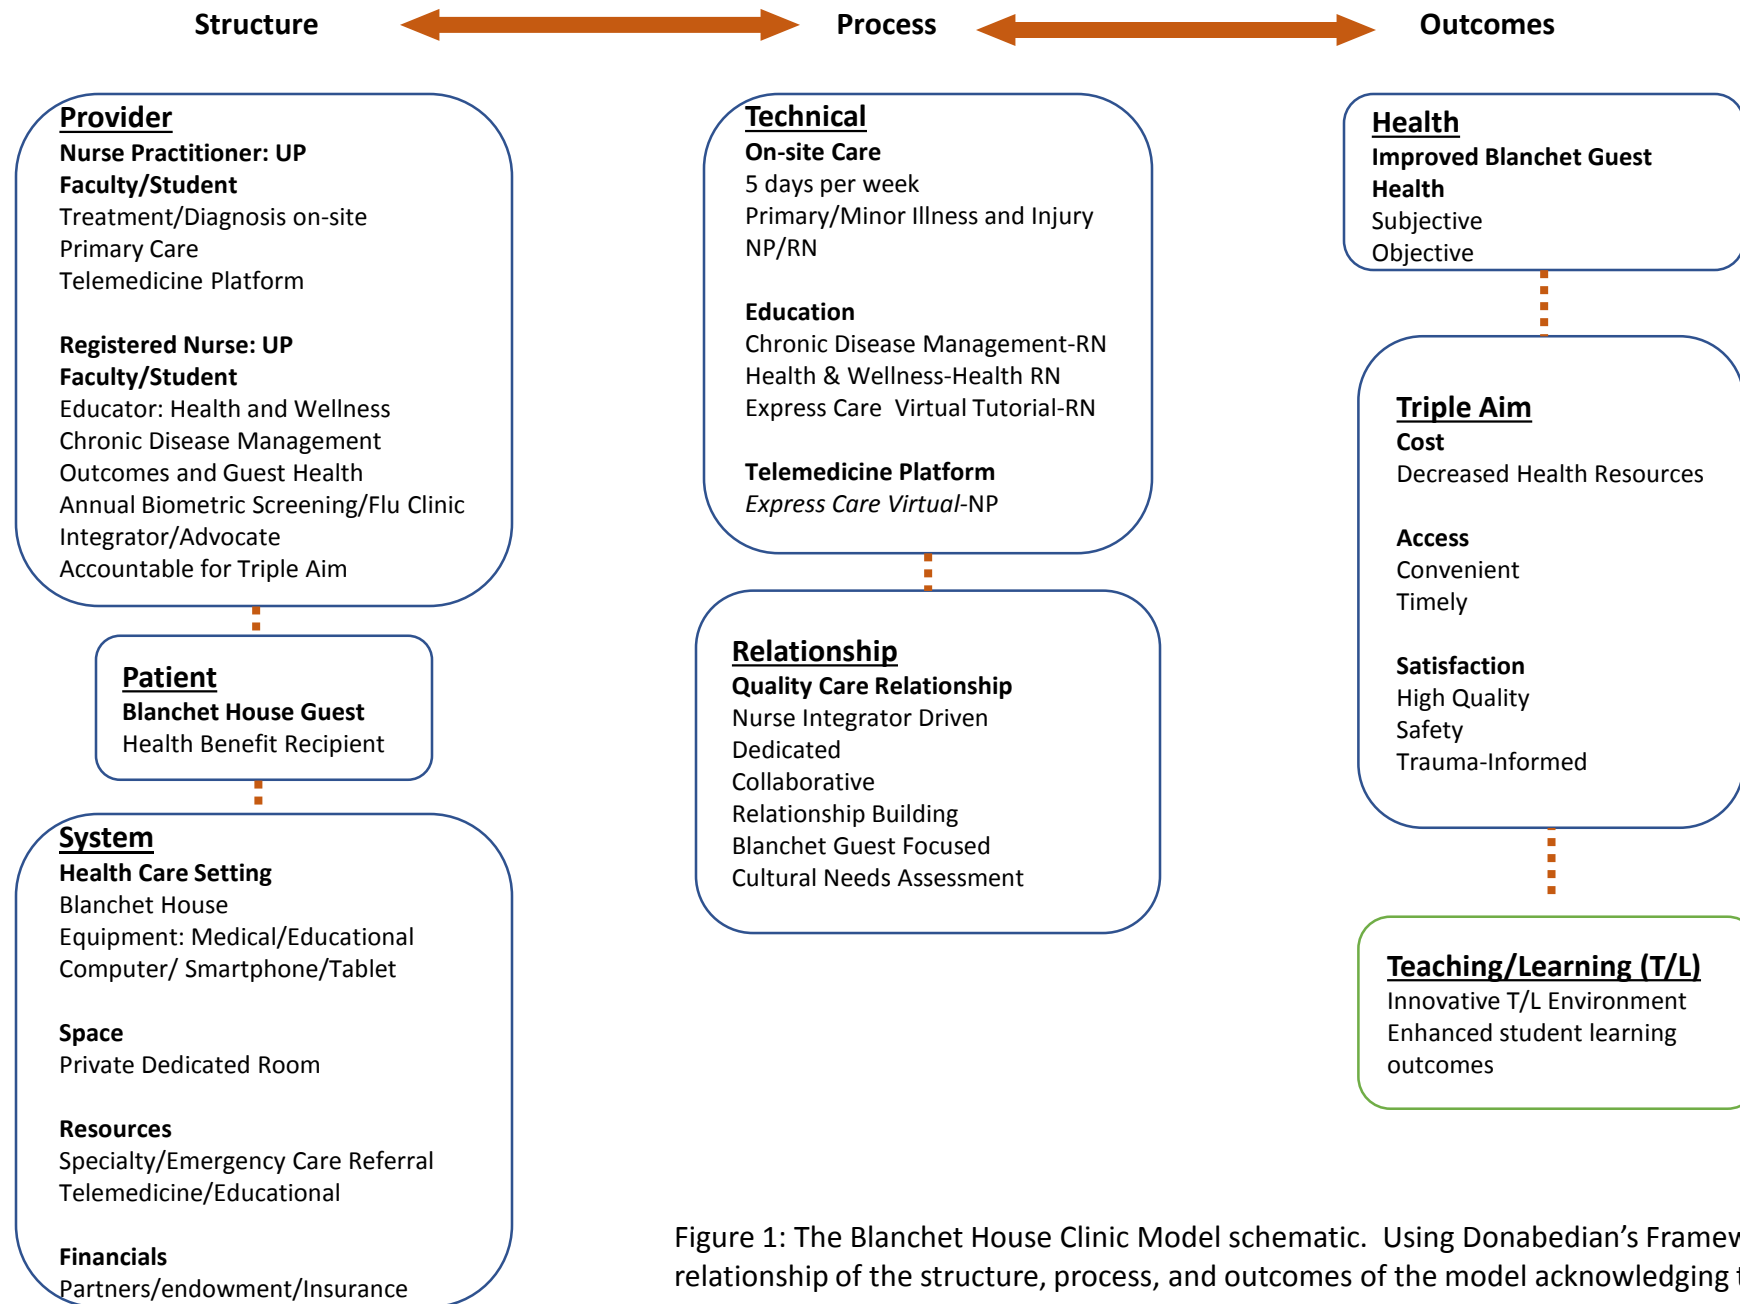 Structure
Process
Outcomes
Provider
Nurse Practitioner: UP
Faculty/Student
Treatment/Diagnosis on-site
Primary Care
Telemedicine Platform
Registered Nurse: UP
Faculty/Student
Educator: Health and Wellness
Chronic Disease Management
Outcomes and Guest Health
Annual Biometric Screening/Flu Clinic
Integrator/Advocate
Accountable for Triple Aim
Patient
Blanchet House Guest
Health Benefit Recipient
System
Health Care Setting
Blanchet House
Equipment: Medical/Educational
Computer/ Smartphone/Tablet
Space
Private Dedicated Room
Resources
Specialty/Emergency Care Referral
Telemedicine/Educational
Financials
Partners/endowment/Insurance
Technical
On-site Care
5 days per week
Primary/Minor Illness and Injury
NP/RN
Education
Chronic Disease Management-RN
Health & Wellness-Health RN
Express Care  Virtual Tutorial-RN
Telemedicine Platform
Express Care Virtual-NP
Relationship
Quality Care Relationship
Nurse Integrator Driven
Dedicated
Collaborative
Relationship Building
Blanchet Guest Focused
Cultural Needs Assessment
Health
Improved Blanchet Guest
Health
Subjective
Objective
Triple Aim
Cost
Decreased Health Resources
Access
Convenient
Timely
Satisfaction
High Quality
Safety
Trauma-Informed
Teaching/Learning (T/L)
Innovative T/L Environment
Enhanced student learning
outcomes
Figure 1: The Blanchet House Clinic Model schematic.  Using Donabedian's
relationship of the structure, process, and outcomes of the model acknowledging